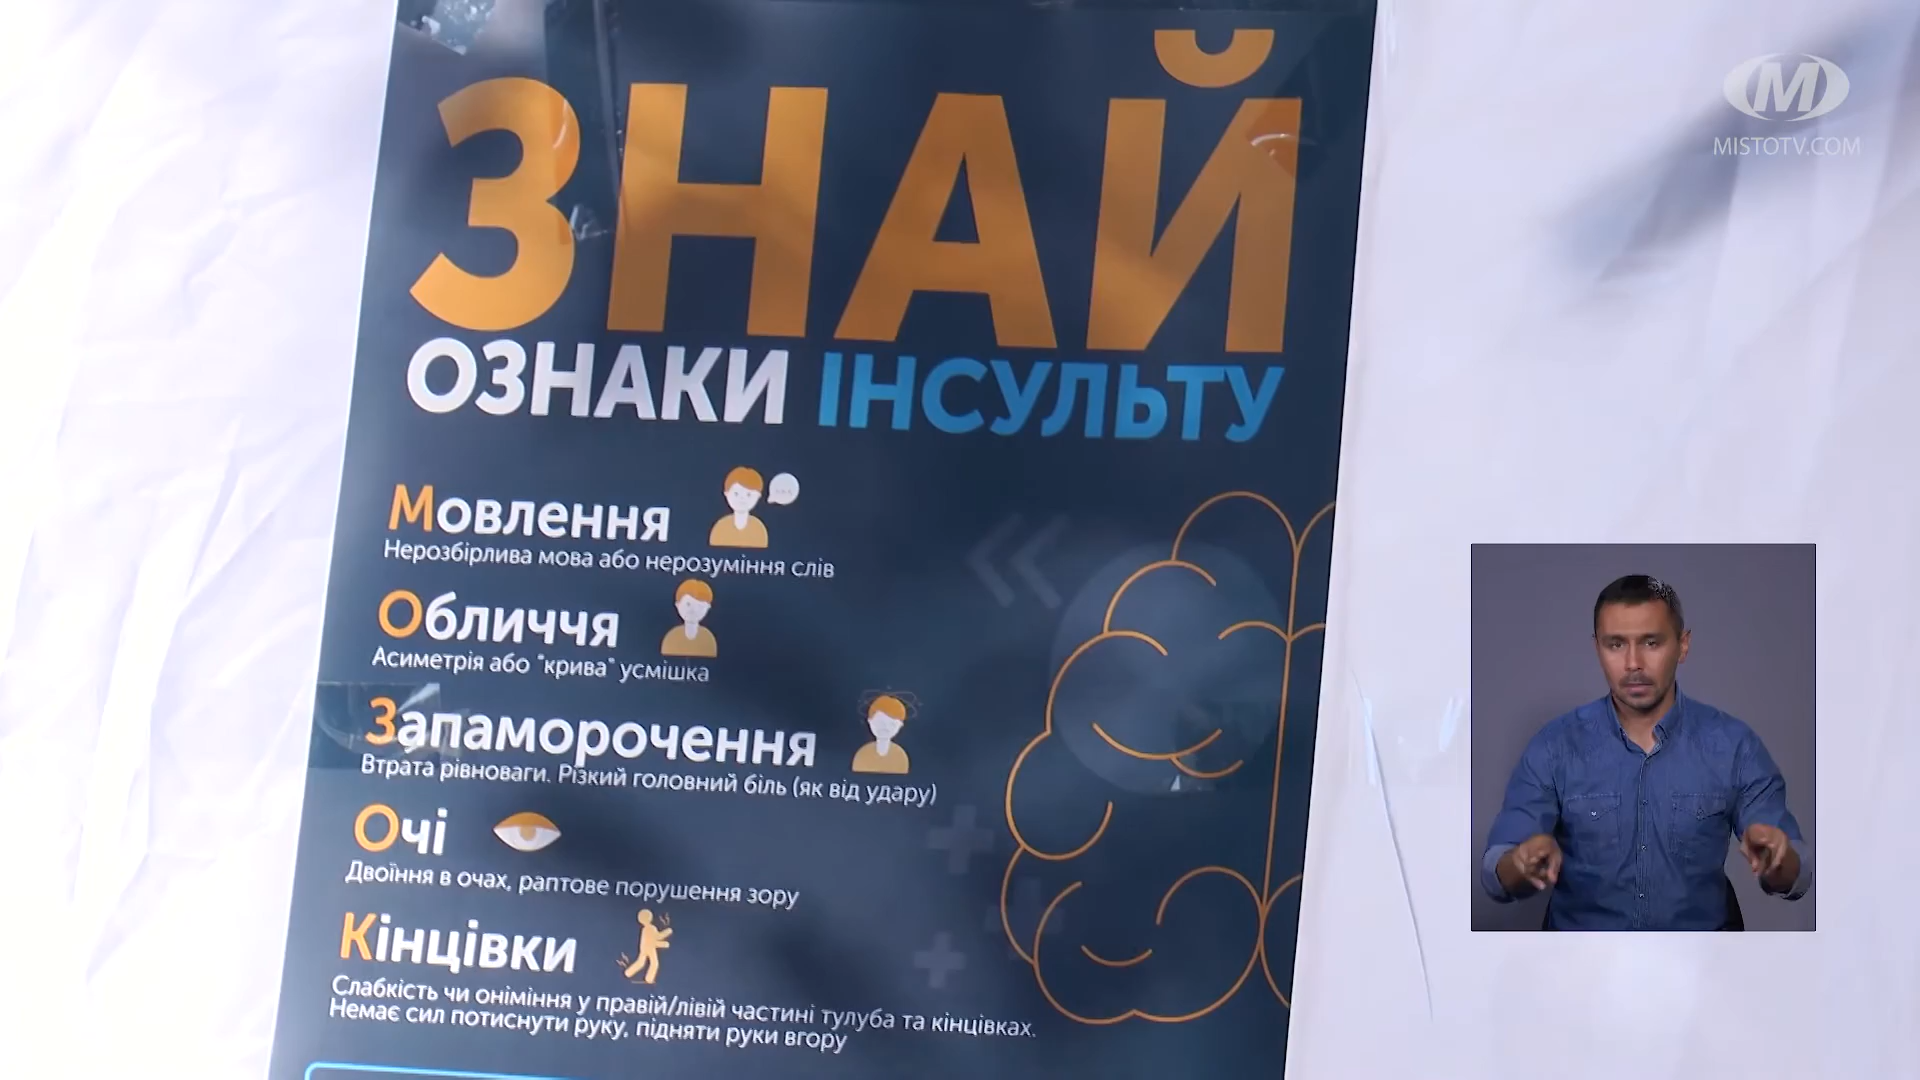 ЗНАЙ
ОЗНАКИ ІНСУЛЬТУ
Мовлення
Нерозбірлива мова або нерозуміння слів
Обличчя
Асиметрія або "крива" усмішка
Запаморочення
Втрата рівноваги. Різкий головний біль (як від удару)
Очі
Двоїння в очах, раптове порушення зору
Кінцівки
Слабкість чи оніміння у правій/лівій частині тулуба та кінцівках.
Немає сил потиснути руку, підняти руки вгору
M
MISTOTV.COM